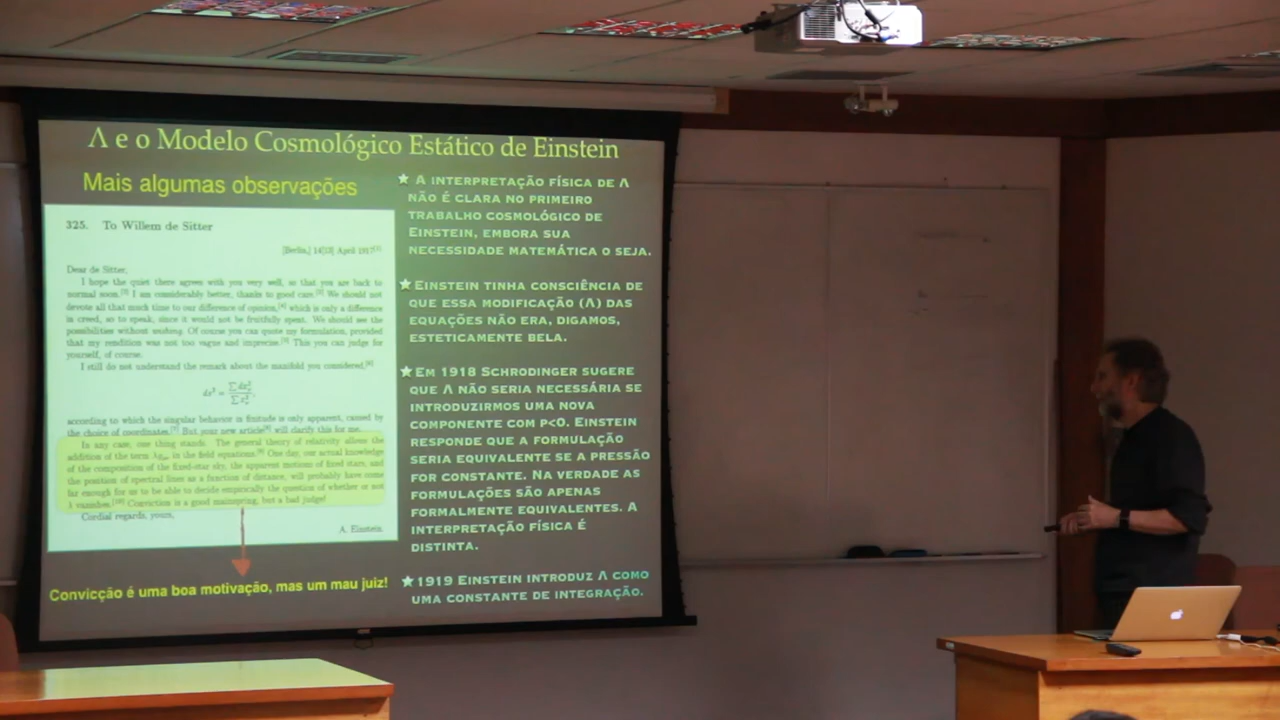 Λ e o Modelo Cosmológico Estático de Einstein
Mais algumas observações
325. To Willem de Sitter
[Berlin,] 14[13] April 1917[1]
Dear de Sitter,
I hope the quiet there agrees with you very well, so that you are back to
normal soon.[2] I am considerably better, thanks to good care.[3] We should not
devote all that much time to our difference of opinion,[4] which is only a difference
in creed, so to speak, since it would not be fruitfully spent. We should see the
possibilities without wishing. Of course you can quote my formulation, provided
that my rendition was not too vague and imprecise.[5] This you can judge for
yourself, of course.
I still do not understand the remark about the manifold you considered,[6]
according to which the singular behavior in finitude is only apparent, caused by
the choice of coordinates.[7] But your new article[8] will clarify this for me.
In any case, one thing stands. The general theory of relativity allows the
addition of the term in the field equations.[9] One day, our actual knowledge
of the composition of the fixed-star sky, the apparent motions of fixed stars, and
the position of spectral lines as a function of distance, will probably have come
far enough for us to be able to decide empirically the question of whether or not
λ vanishes.[10] Conviction is a good mainspring, but a bad judge!
Cordial regards, yours,
A. Einstein.
Convicção é uma boa motivação, mas um mau juiz!
★ A INTERPRETAÇÃO FÍSICA DE Λ
NÃO É CLARA NO PRIMEIRO
TRABALHO COSMOLÓGICO DE
EINSTEIN, EMBORA SUA
NECESSIDADE MATEMÁTICA O SEJA.
★ EINSTEIN TINHA CONSCIÊNCIA DE
QUE ESSA MODIFICAÇÃO (Λ) DAS
EQUAÇÕES NÃO ERA, DIGAMOS,
ESTETICAMENTE BELA.
★ EM 1918 SCHRODINGER SUGERE
QUE Λ NÃO SERIA NECESSÁRIA SE
INTRODUZIRMOS UMA NOVA
COMPONENTE COM P<0. EINSTEIN
RESPONDE QUE A FORMULAÇÃO
SERIA EQUIVALENTE SE A PRESSÃO
FOR CONSTANTE. NA VERDADE AS
FORMULAÇÕES SÃO APENAS
FORMALMENTE EQUIVALENTES. A
INTERPRETAÇÃO FÍSICA É
DISTINTA.
★ 1919 EINSTEIN INTRODUZ Λ COMO
UMA CONSTANTE DE INTEGRAÇÃO.